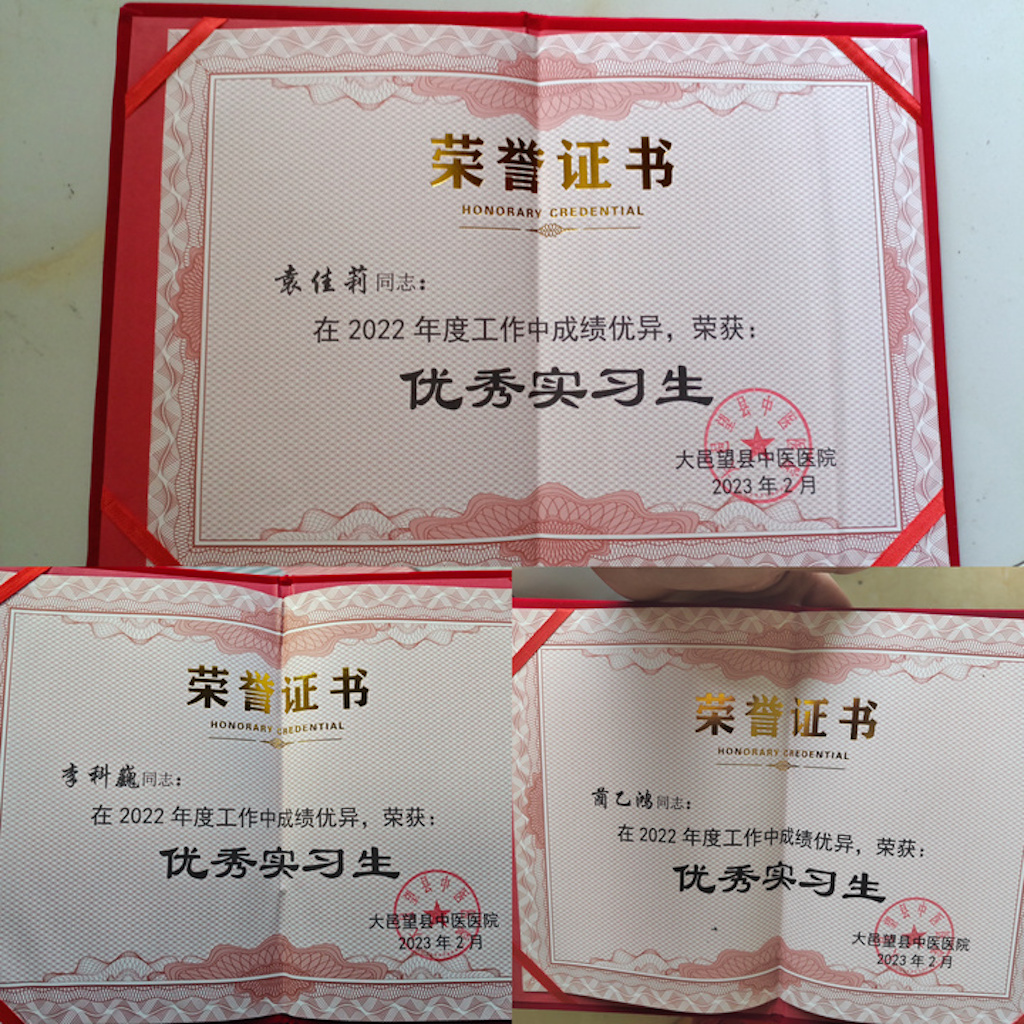 荣誉证书
HONORARY CREDENTIAL
袁佳莉同志：
在2022年度工作中成绩优异，荣获：
优秀实习生
大邑望县中医医院
2023年2月
荣誉证书
HONORARY CREDENTIAL
李科巍同志：
在2022年度工作中成绩优异，荣获：
优秀实习生
大邑望县中医医院
2023年2月
荣誉证书
HONORARY CREDENTIAL
乙鸿同志：
在2022年度工作中成绩优异，荣获：
优秀实习生
大邑望县中医医院
2023年2月